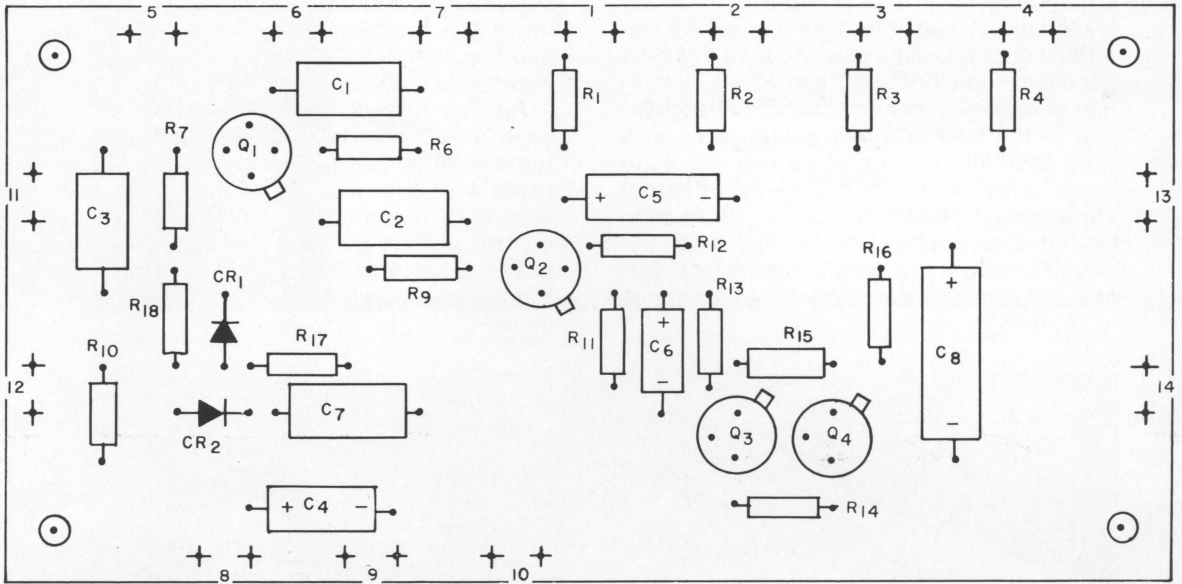 5 6 7 1 2 3 4
C1
R1 R2 R3 R4
R7 Q1 R6
11 13
C3 C2 + C5 −
R12 R16
Q2
R9
CR1 R13
R18 + +
R17 R11 C6 R15 C8
R10 −
12 14
C7
CR2 Q3 Q4 −
+ C4 − R14
8 9 10